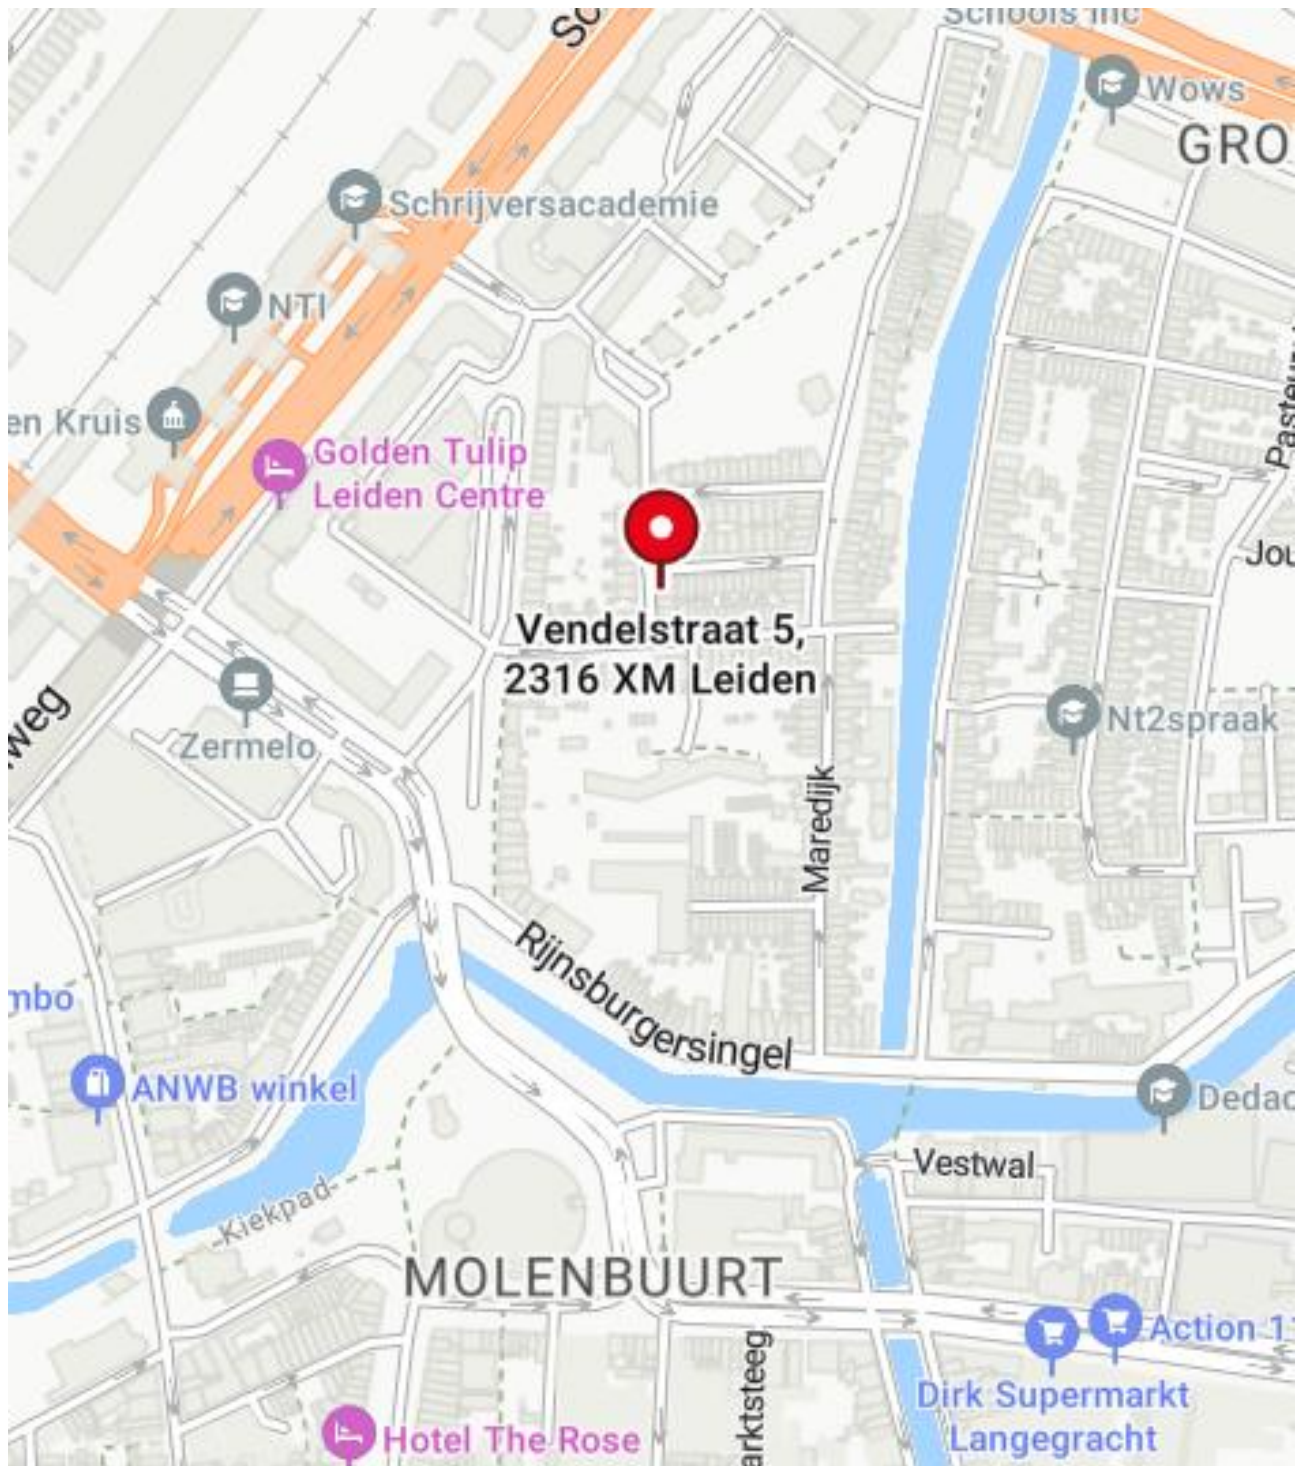 Schools Inc
Wows
GRO
Schrijversacademie
NTI
en Kruis
Golden Tulip
Leiden Centre
Jou
Vendelstraat 5,
2316 XM Leiden
weg
Zermelo
Nt2spraak
Maredijk
Rijnsburgersingel
mbo
ANWB winkel
Dedac
Vestwal
Kiekpad
MOLENBUURT
Action 1
arktsteeg
Dirk Supermarkt
Langegracht
Hotel The Rose